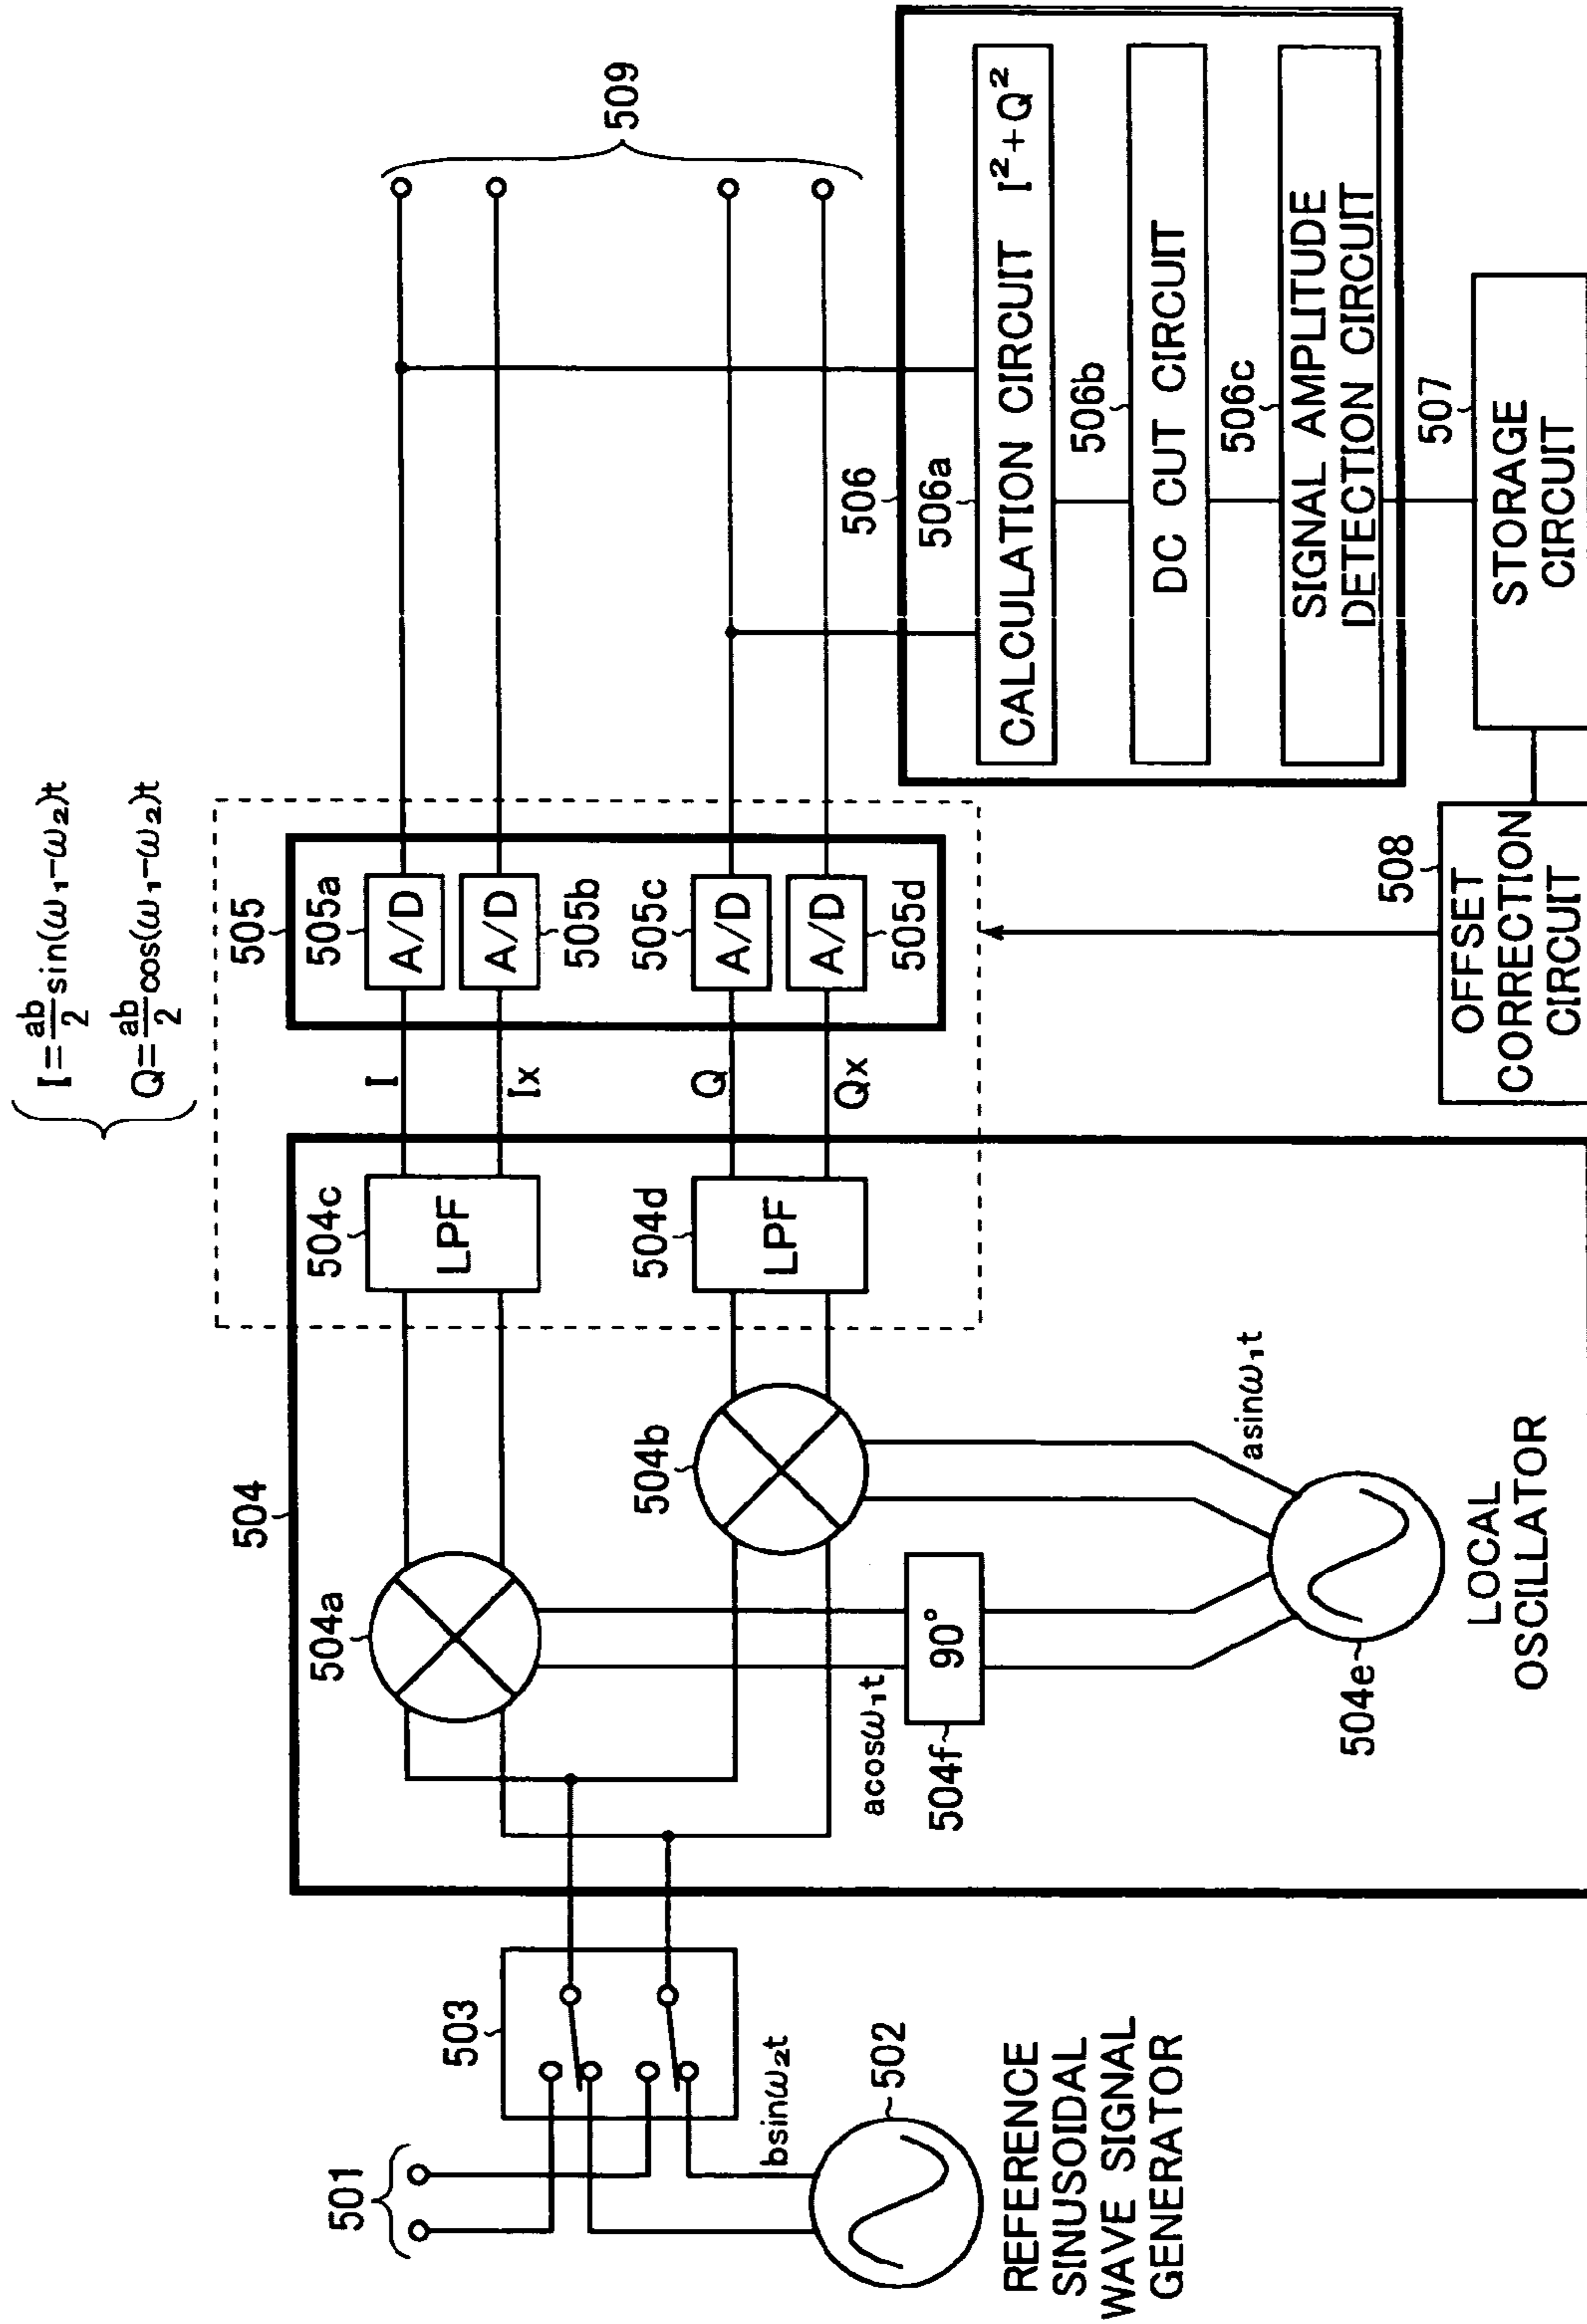 I=ab/2 sin(ω1-ω2)t
Q=ab/2 cos(ω1-ω2)t
501
503
bsinω2t
502
REFERENCE
SINUSOIDAL
WAVE SIGNAL
GENERATOR
504
504a
504b
acosω1t
504f
90°
asinω1t
504e
LOCAL
OSCILLATOR
504c
LPF
504d
LPF
I
Ix
Q
Qx
505
505a
A/D
A/D
505b
505c
A/D
A/D
505d
509
506
506a
CALCULATION CIRCUIT I²+Q²
506b
DC CUT CIRCUIT
506c
SIGNAL AMPLITUDE
DETECTION CIRCUIT
507
STORAGE
CIRCUIT
508
OFFSET
CORRECTION
CIRCUIT